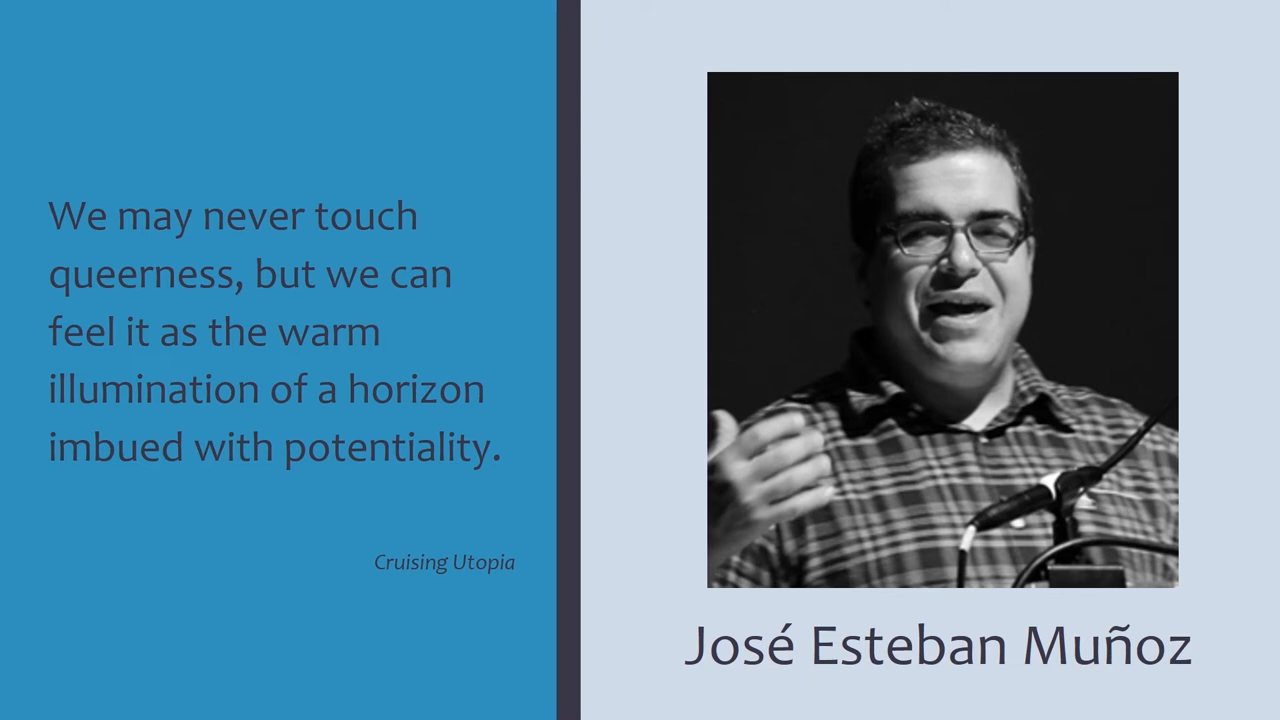 We may never touch
queerness, but we can
feel it as the warm
illumination of a horizon
imbued with potentiality.
Cruising Utopia
José Esteban Muñoz